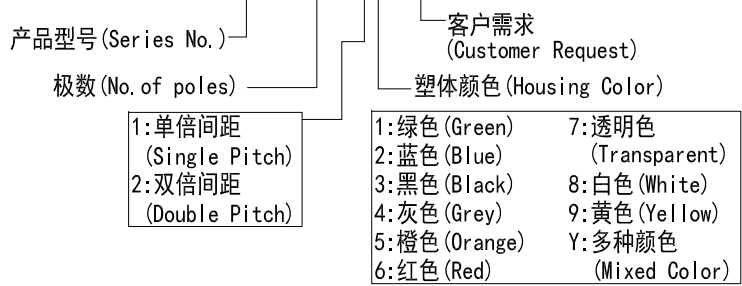 产品型号(Series No.)
客户需求
(Customer Request)
极数(No. of poles)
塑体颜色(Housing Color)
1:单倍间距
(Single Pitch)
2:双倍间距
(Double Pitch)
1:绿色(Green)
2:蓝色(Blue)
3:黑色(Black)
4:灰色(Grey)
5:橙色(Orange)
6:红色(Red)
7:透明色
(Transparent)
8:白色(White)
9:黄色(Yellow)
Y:多种颜色
(Mixed Color)